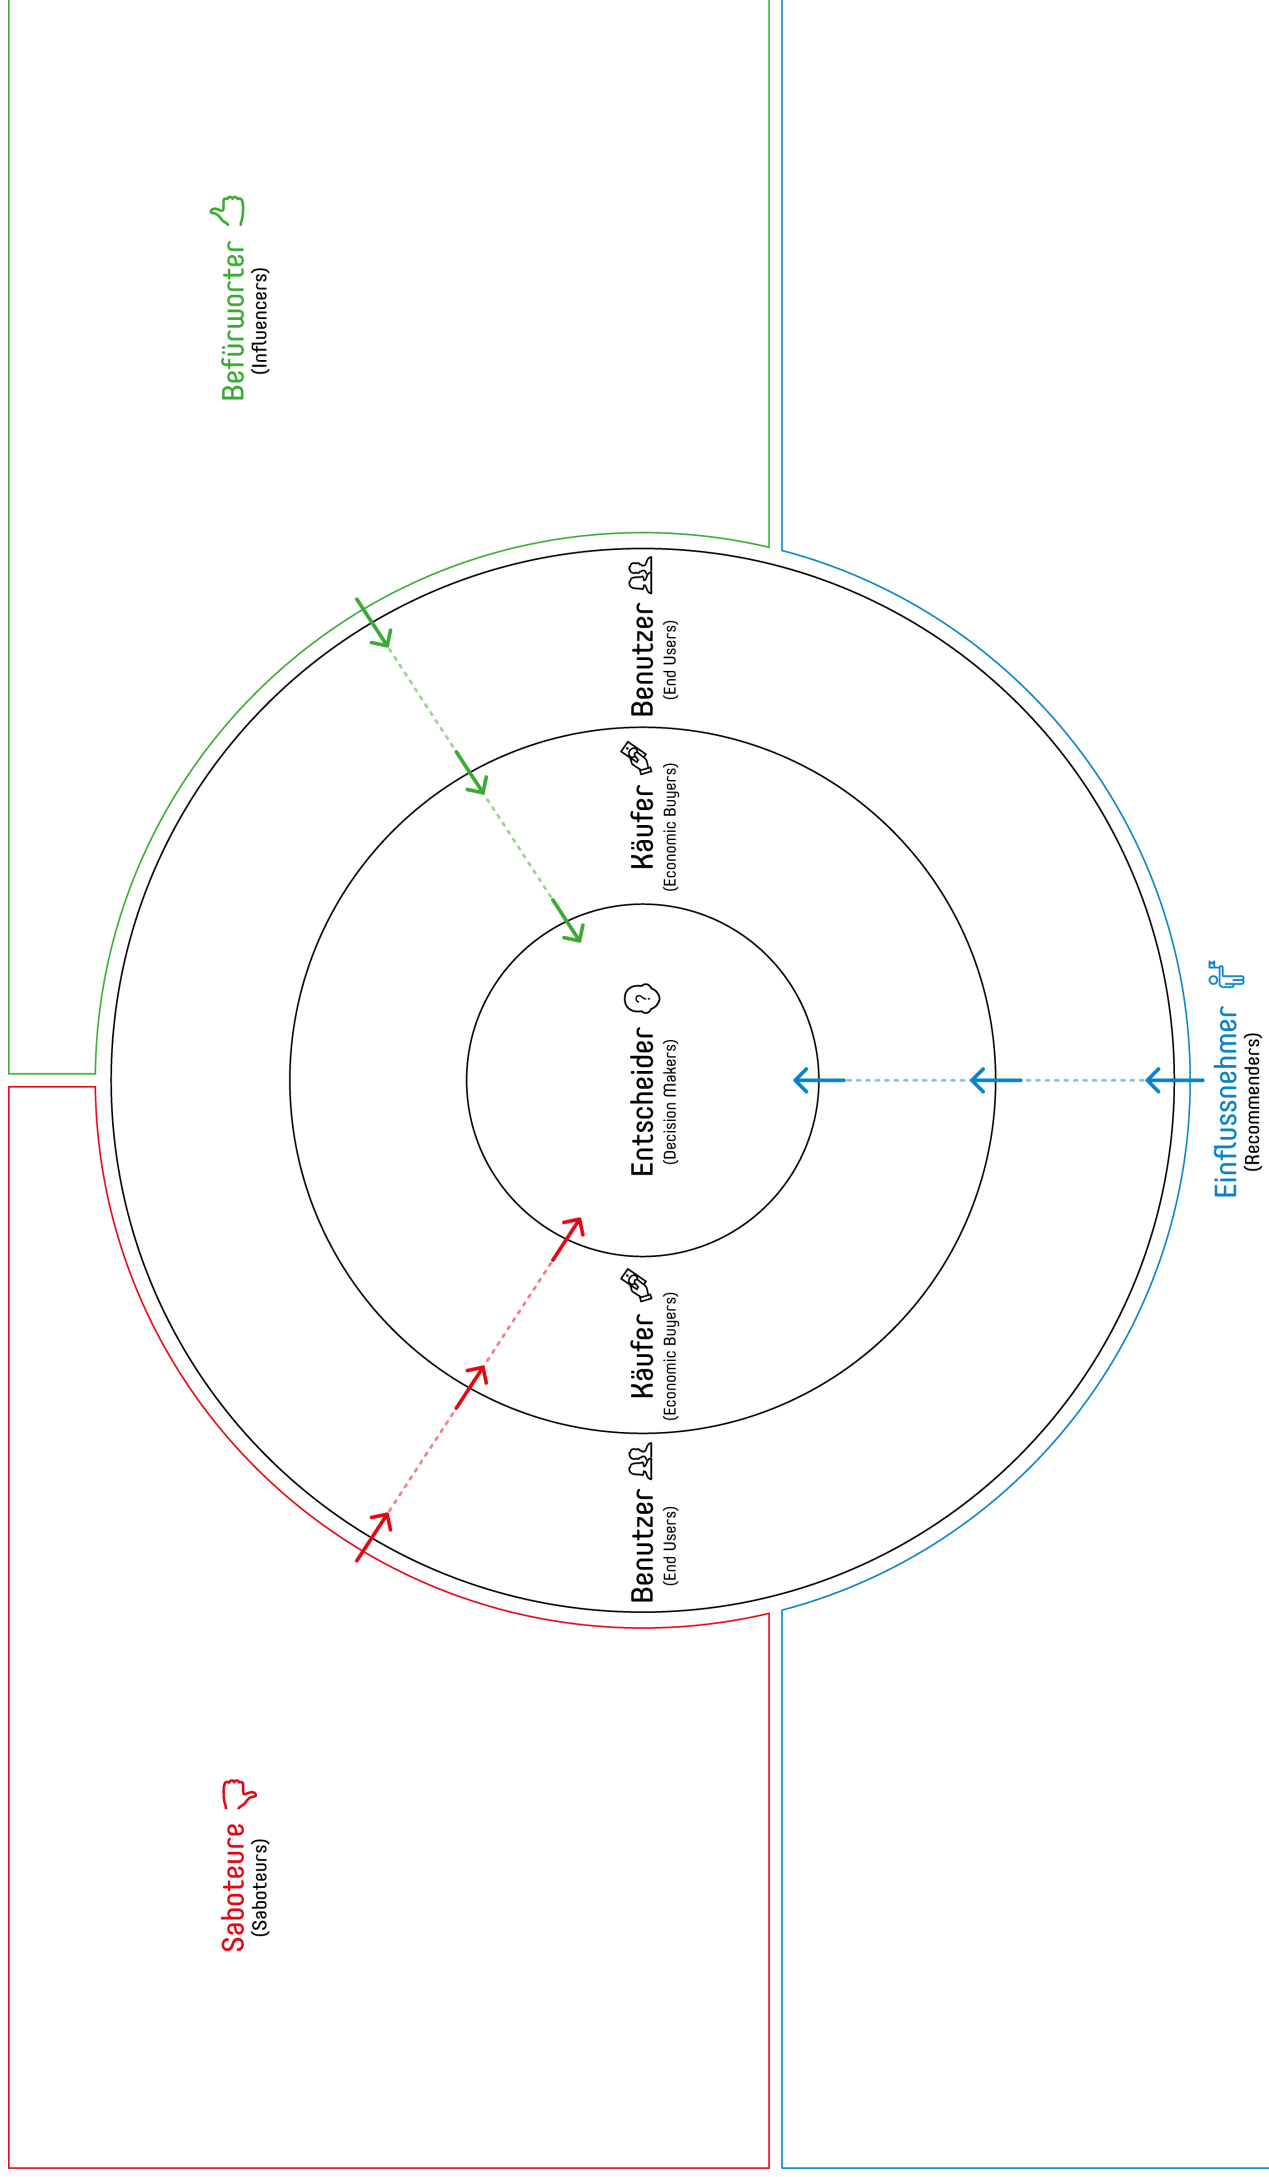 Saboteure
(Saboteurs)
Befürworter
(Influencers)
Benutzer
(End Users)
Käufer
(Economic Buyers)
Entscheider
(Decision Makers)
?
Käufer
(Economic Buyers)
Benutzer
(End Users)
Einflussnehmer
(Recommenders)